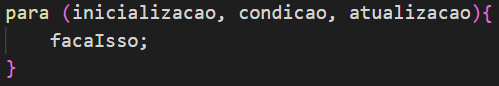 para (inicializacao, condicao, atualizacao){
    facaIsso;
}